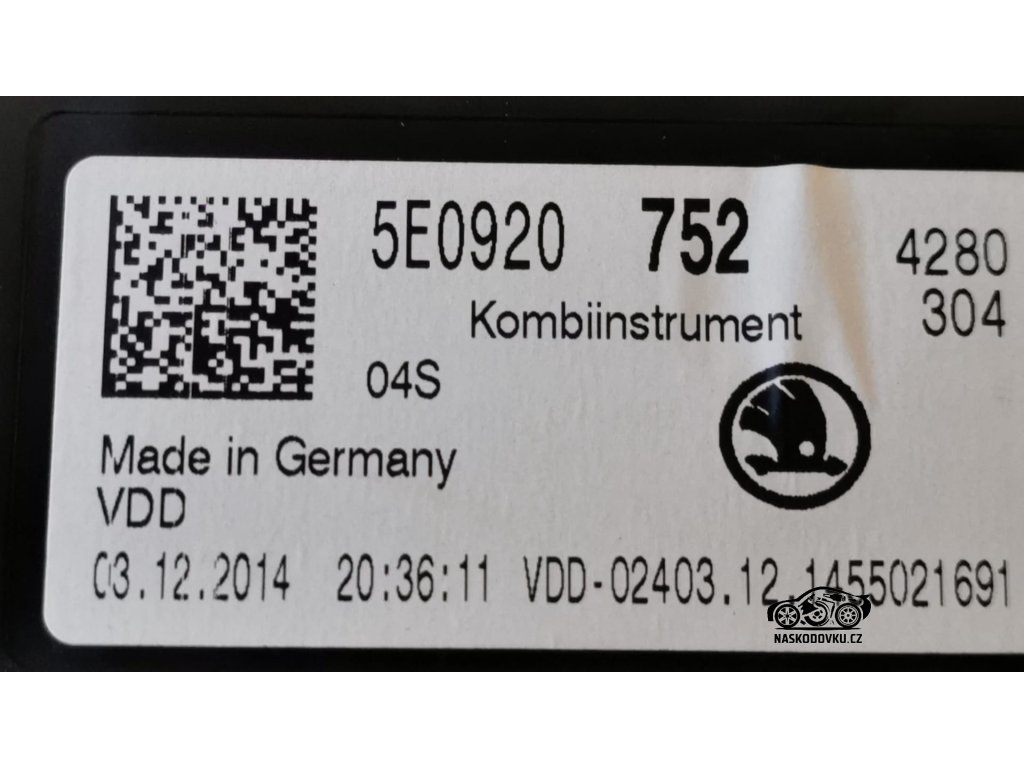 5E0920 752 4280
Kombiinstrument 304
04S
Made in Germany
VDD
03.12.2014 20:36:11 VDD-02403.12.1455021691
NASKODOVKU.CZ